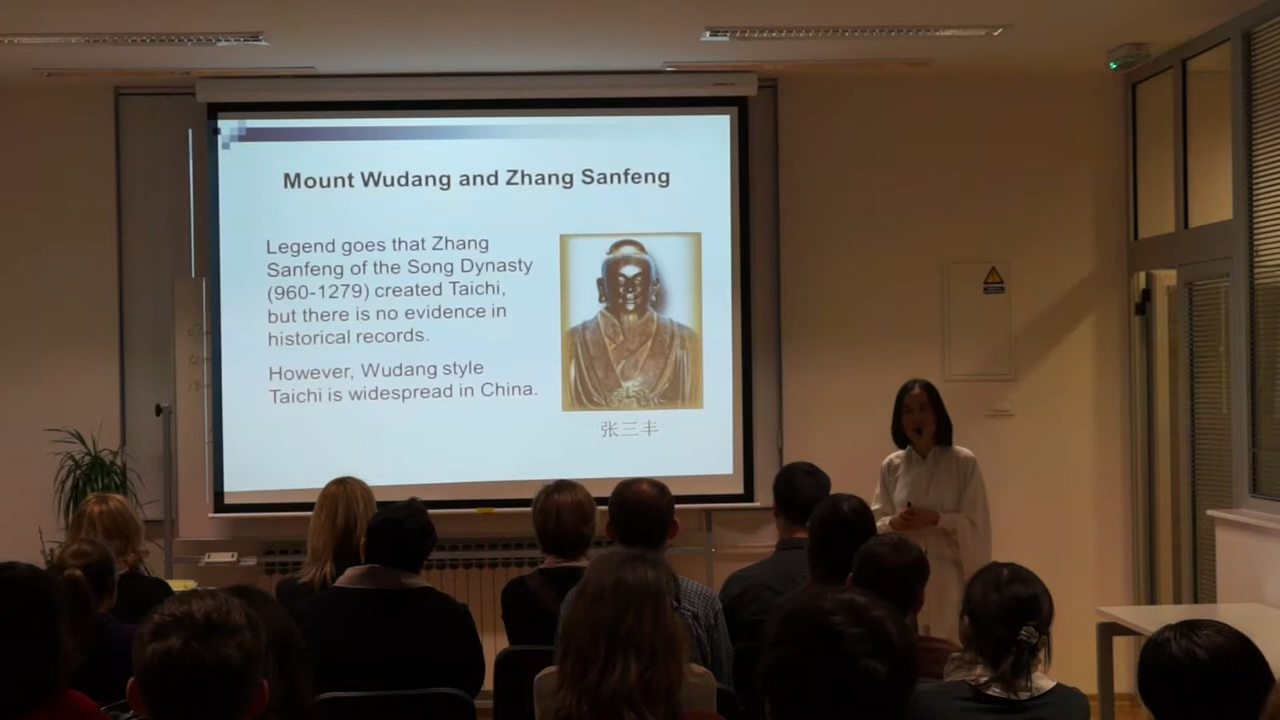 Mount Wudang and Zhang Sanfeng
Legend goes that Zhang
Sanfeng of the Song Dynasty
(960-1279) created Taichi,
but there is no evidence in
historical records.
However, Wudang style
Taichi is widespread in China.
张三丰